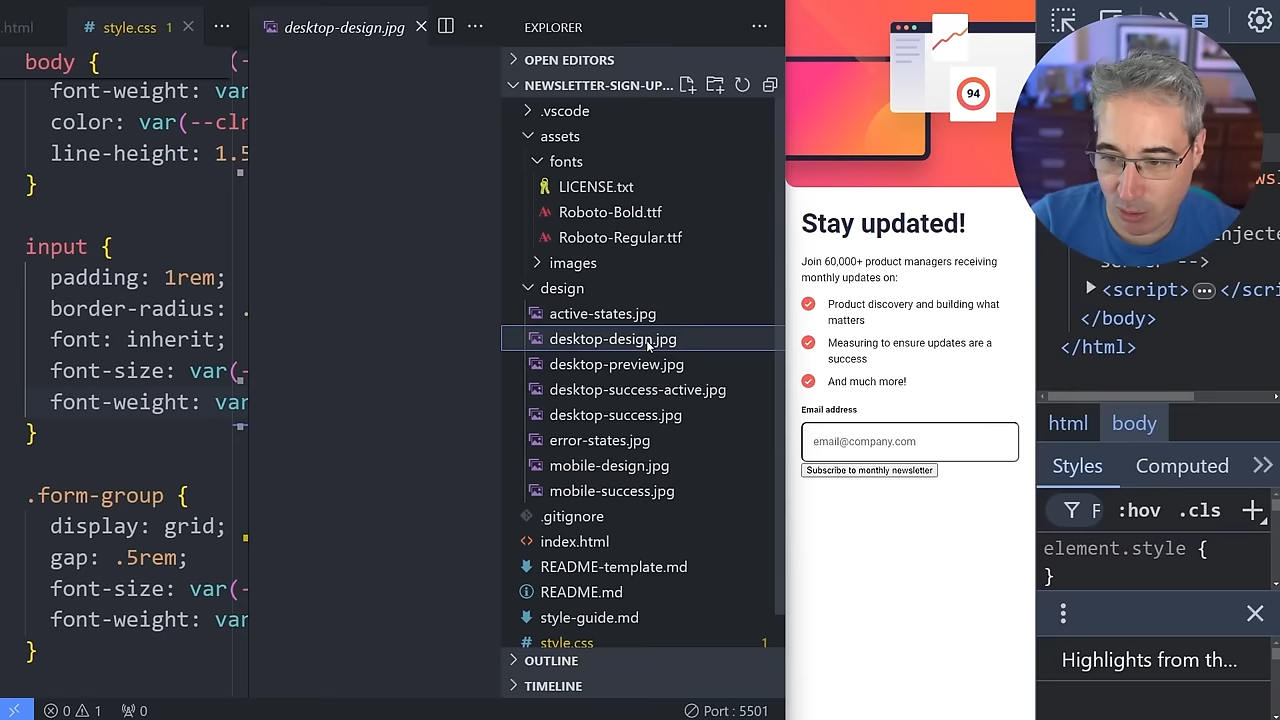 .html
# style.css 1
desktop-design.jpg
body {
font-weight: var
color: var(--clr
line-height: 1.5
}
input {
padding: 1rem;
border-radius: .
font: inherit;
font-size: var(-
font-weight: var
}
.form-group {
display: grid;
gap: .5rem;
font-size: var(-
font-weight: var
}
0 1 0
EXPLORER
OPEN EDITORS
NEWSLETTER-SIGN-UP...
.vscode
assets
fonts
LICENSE.txt
Roboto-Bold.ttf
Roboto-Regular.ttf
images
design
active-states.jpg
desktop-design.jpg
desktop-preview.jpg
desktop-success-active.jpg
desktop-success.jpg
error-states.jpg
mobile-design.jpg
mobile-success.jpg
.gitignore
index.html
README-template.md
README.md
style-guide.md
style.css 1
OUTLINE
TIMELINE
Port : 5501
94
Stay updated!
Join 60,000+ product managers receiving
monthly updates on:
Product discovery and building what
matters
Measuring to ensure updates are a
success
And much more!
Email address
email@company.com
Subscribe to monthly newsletter
server -->
<script>…</scri
</body>
</html>
html body
Styles Computed
F :hov .cls
element.style {
}
Highlights from th...